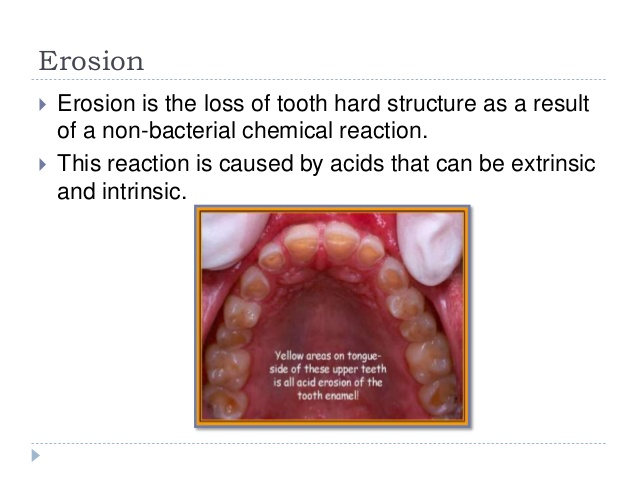 Erosion
Erosion is the loss of tooth hard structure as a result
of a non-bacterial chemical reaction.
This reaction is caused by acids that can be extrinsic
and intrinsic.
Yellow areas on tongue-
side of these upper teeth
is all acid erosion of the
tooth enamel!